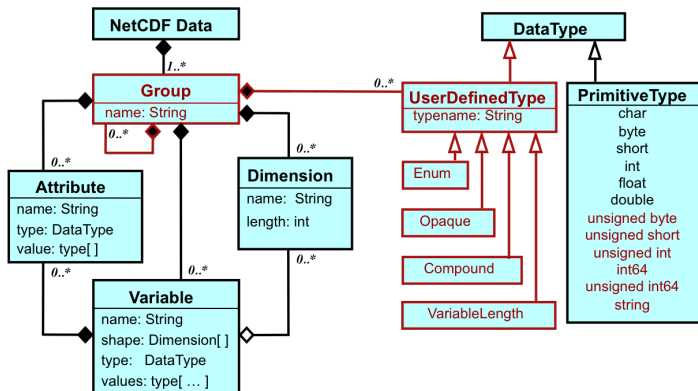 NetCDF Data
1..*
Group
name: String
0..*
0..*
0..*
0..*
0..*
Attribute
name: String
type: DataType
value: type[ ]
0..*
Dimension
name: String
length: int
0..*
Variable
name: String
shape: Dimension[ ]
type: DataType
values: type[ … ]
DataType
UserDefinedType
typename: String
Enum
Opaque
Compound
VariableLength
PrimitiveType
char
byte
short
int
float
double
unsigned byte
unsigned short
unsigned int
int64
unsigned int64
string
0..*